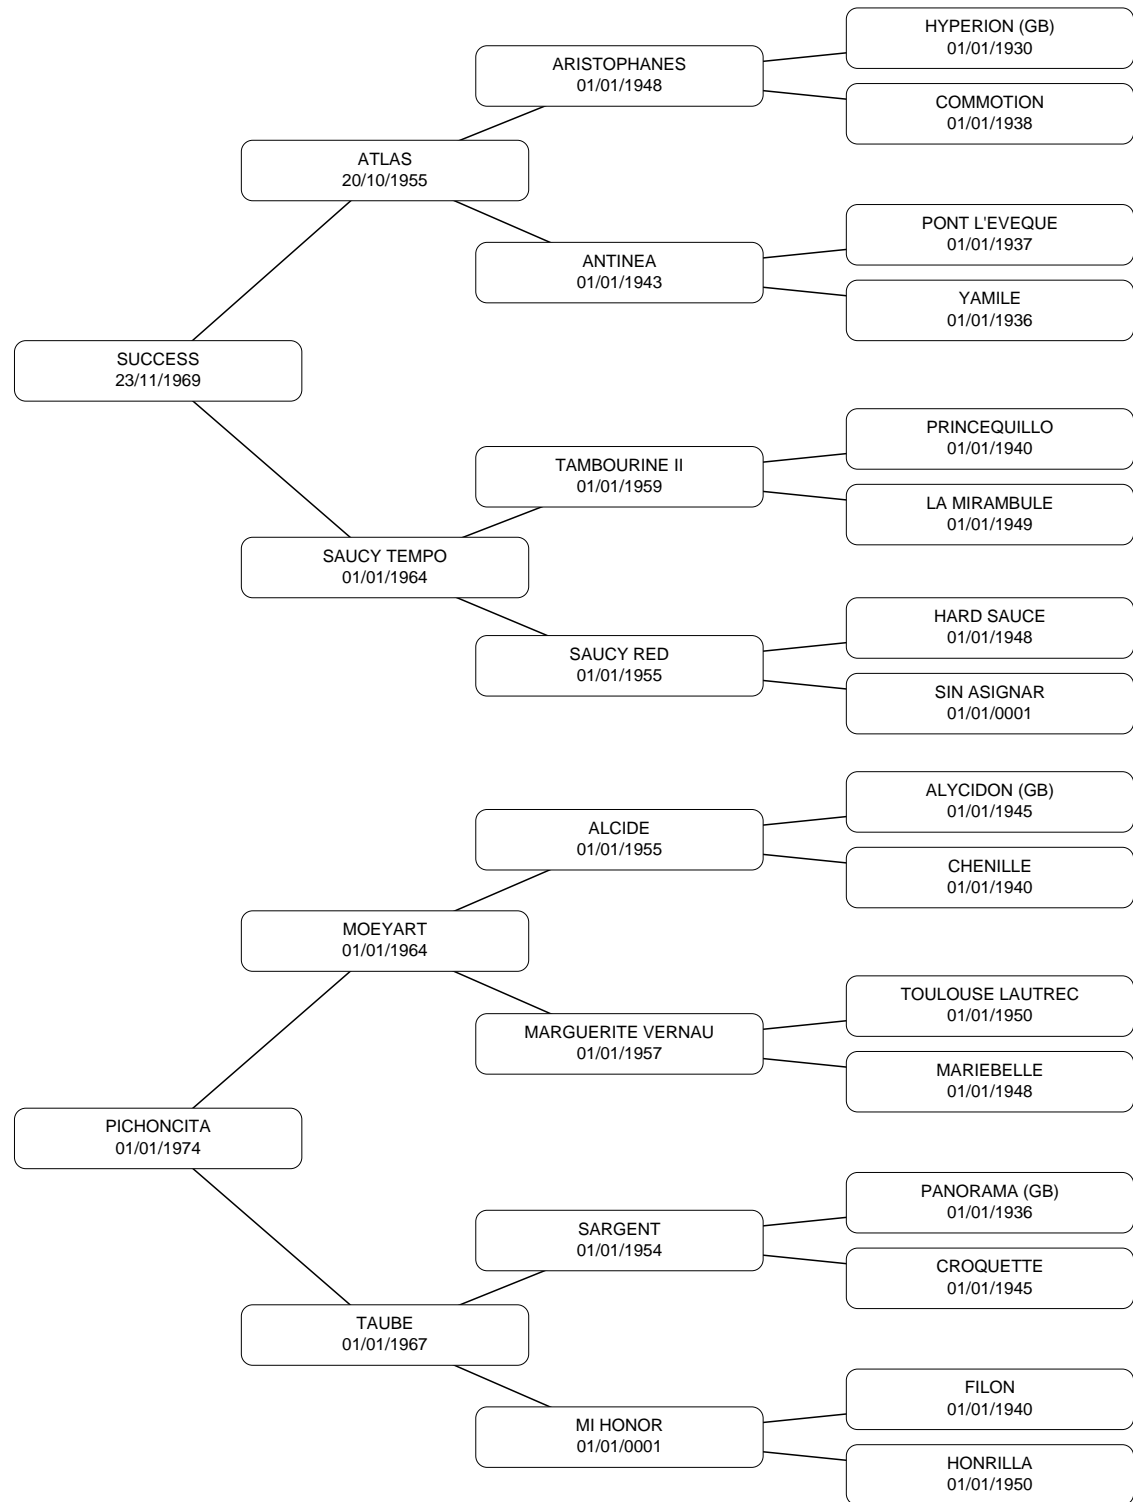 HYPERION (GB)
01/01/1930
ARISTOPHANES
01/01/1948
COMMOTION
01/01/1938
ATLAS
20/10/1955
PONT L'EVEQUE
01/01/1937
ANTINEA
01/01/1943
YAMILE
01/01/1936
SUCCESS
23/11/1969
PRINCEQUILLO
01/01/1940
TAMBOURINE II
01/01/1959
LA MIRAMBULE
01/01/1949
SAUCY TEMPO
01/01/1964
HARD SAUCE
01/01/1948
SAUCY RED
01/01/1955
SIN ASIGNAR
01/01/0001
ALYCIDON (GB)
01/01/1945
ALCIDE
01/01/1955
CHENILLE
01/01/1940
MOEYART
01/01/1964
TOULOUSE LAUTREC
01/01/1950
MARGUERITE VERNAU
01/01/1957
MARIEBELLE
01/01/1948
PICHONCITA
01/01/1974
PANORAMA (GB)
01/01/1936
SARGENT
01/01/1954
CROQUETTE
01/01/1945
TAUBE
01/01/1967
FILON
01/01/1940
MI HONOR
01/01/0001
HONRILLA
01/01/1950